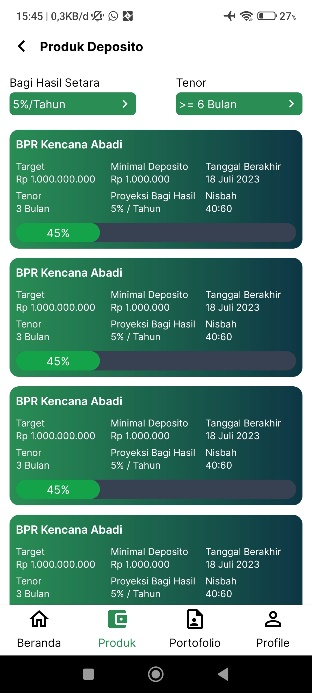 15:45 | 0,3KB/d
27%
Produk Deposito
Bagi Hasil Setara Tenor
5%/Tahun >= 6 Bulan
BPR Kencana Abadi
Target Minimal Deposito Tanggal Berakhir
Rp 1.000.000.000 Rp 1.000.000 18 Juli 2023
Tenor Proyeksi Bagi Hasil Nisbah
3 Bulan 5% / Tahun 40:60
45%
BPR Kencana Abadi
Target Minimal Deposito Tanggal Berakhir
Rp 1.000.000.000 Rp 1.000.000 18 Juli 2023
Tenor Proyeksi Bagi Hasil Nisbah
3 Bulan 5% / Tahun 40:60
45%
BPR Kencana Abadi
Target Minimal Deposito Tanggal Berakhir
Rp 1.000.000.000 Rp 1.000.000 18 Juli 2023
Tenor Proyeksi Bagi Hasil Nisbah
3 Bulan 5% / Tahun 40:60
45%
BPR Kencana Abadi
Target Minimal Deposito Tanggal Berakhir
Rp 1.000.000.000 Rp 1.000.000 18 Juli 2023
Tenor Proyeksi Bagi Hasil Nisbah
3 Bulan 5% / Tahun 40:60
Beranda Produk Portofolio Profile